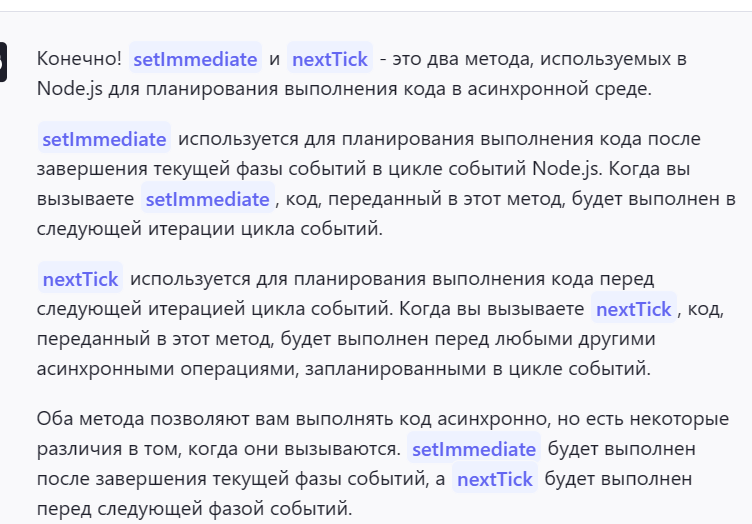 Конечно! setImmediate и nextTick - это два метода, используемых в
Node.js для планирования выполнения кода в асинхронной среде.
setImmediate используется для планирования выполнения кода после
завершения текущей фазы событий в цикле событий Node.js. Когда вы
вызываете setImmediate, код, переданный в этот метод, будет выполнен в
следующей итерации цикла событий.
nextTick используется для планирования выполнения кода перед
следующей итерацией цикла событий. Когда вы вызываете nextTick, код,
переданный в этот метод, будет выполнен перед любыми другими
асинхронными операциями, запланированными в цикле событий.
Оба метода позволяют вам выполнять код асинхронно, но есть некоторые
различия в том, когда они вызываются. setImmediate будет выполнен
после завершения текущей фазы событий, а nextTick будет выполнен
перед следующей фазой событий.